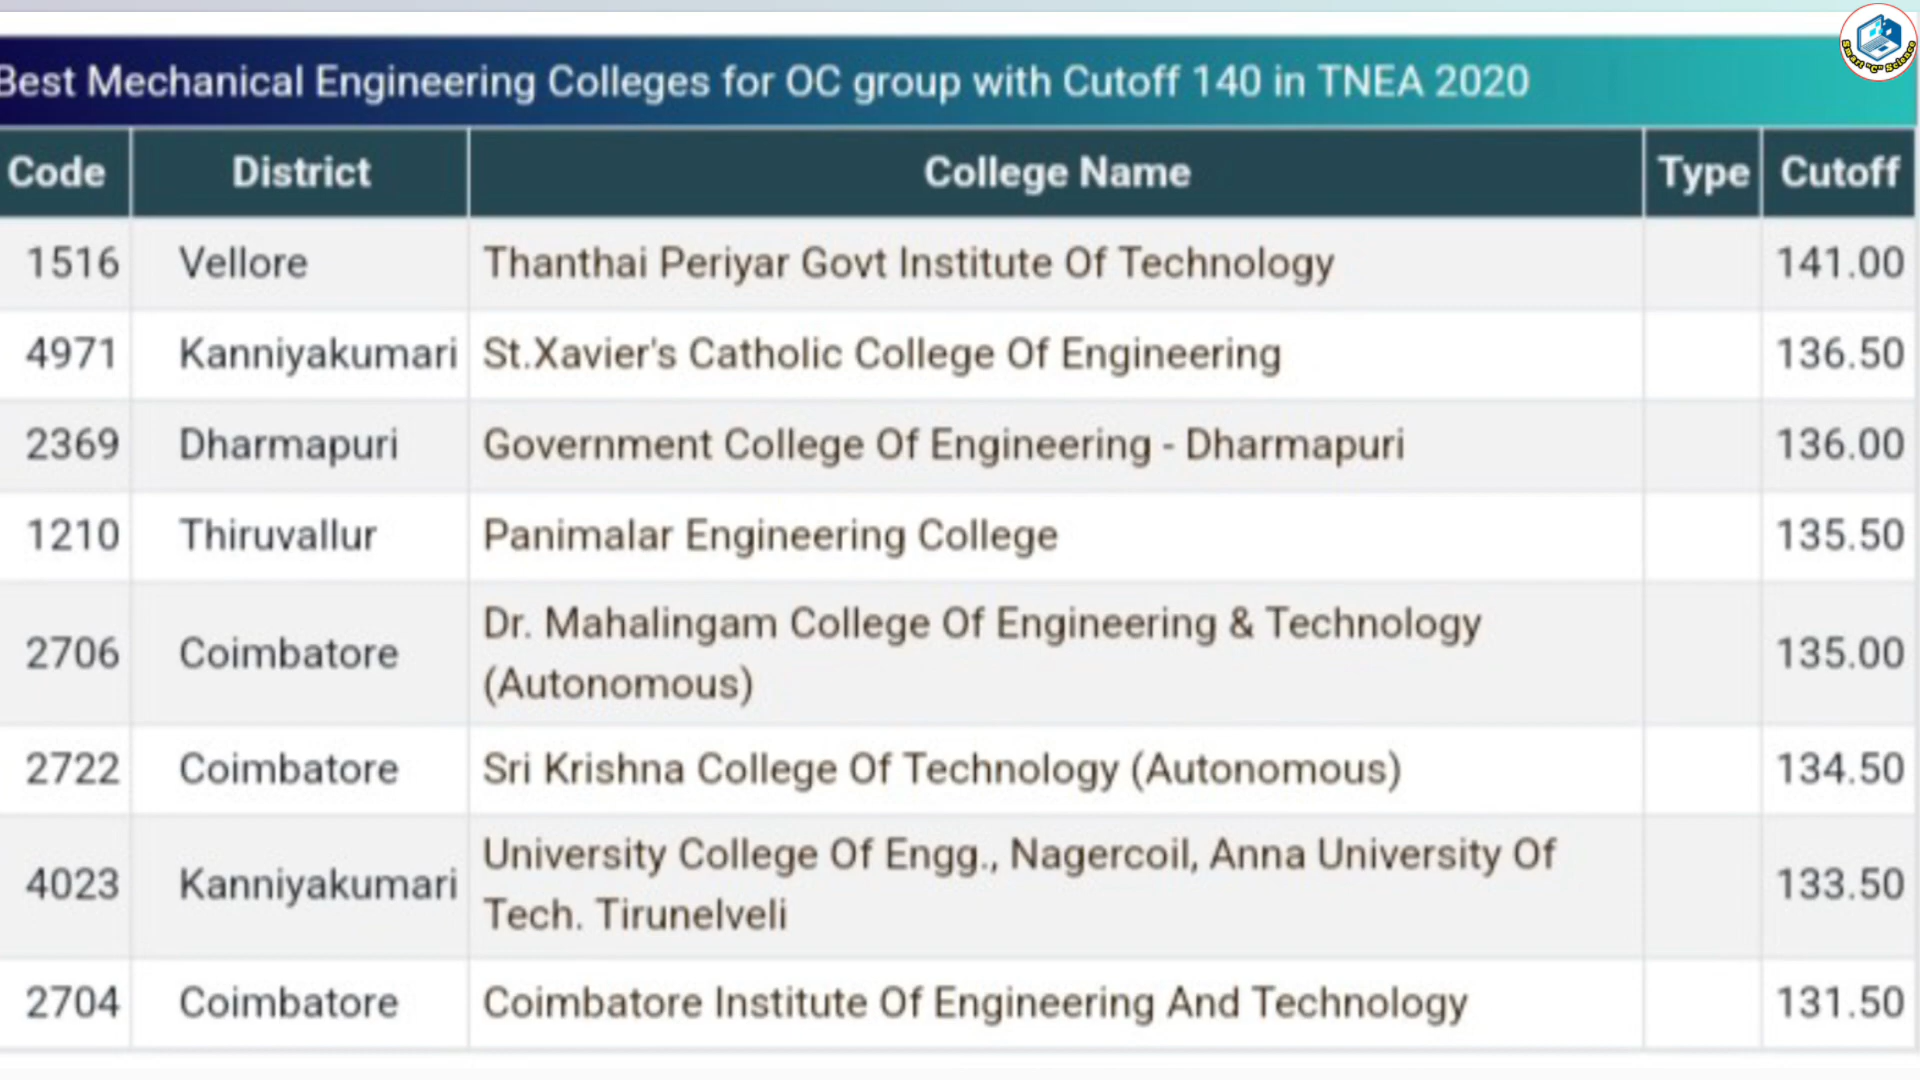 Best Mechanical Engineering Colleges for OC group with Cutoff 140 in TNEA 2020
Code District College Name Type Cutoff
1516 Vellore Thanthai Periyar Govt Institute Of Technology 141.00
4971 Kanniyakumari St.Xavier's Catholic College Of Engineering 136.50
2369 Dharmapuri Government College Of Engineering - Dharmapuri 136.00
1210 Thiruvallur Panimalar Engineering College 135.50
2706 Coimbatore Dr. Mahalingam College Of Engineering & Technology
(Autonomous) 135.00
2722 Coimbatore Sri Krishna College Of Technology (Autonomous) 134.50
4023 Kanniyakumari University College Of Engg., Nagercoil, Anna University Of
Tech. Tirunelveli 133.50
2704 Coimbatore Coimbatore Institute Of Engineering And Technology 131.50
Smart "C" Science